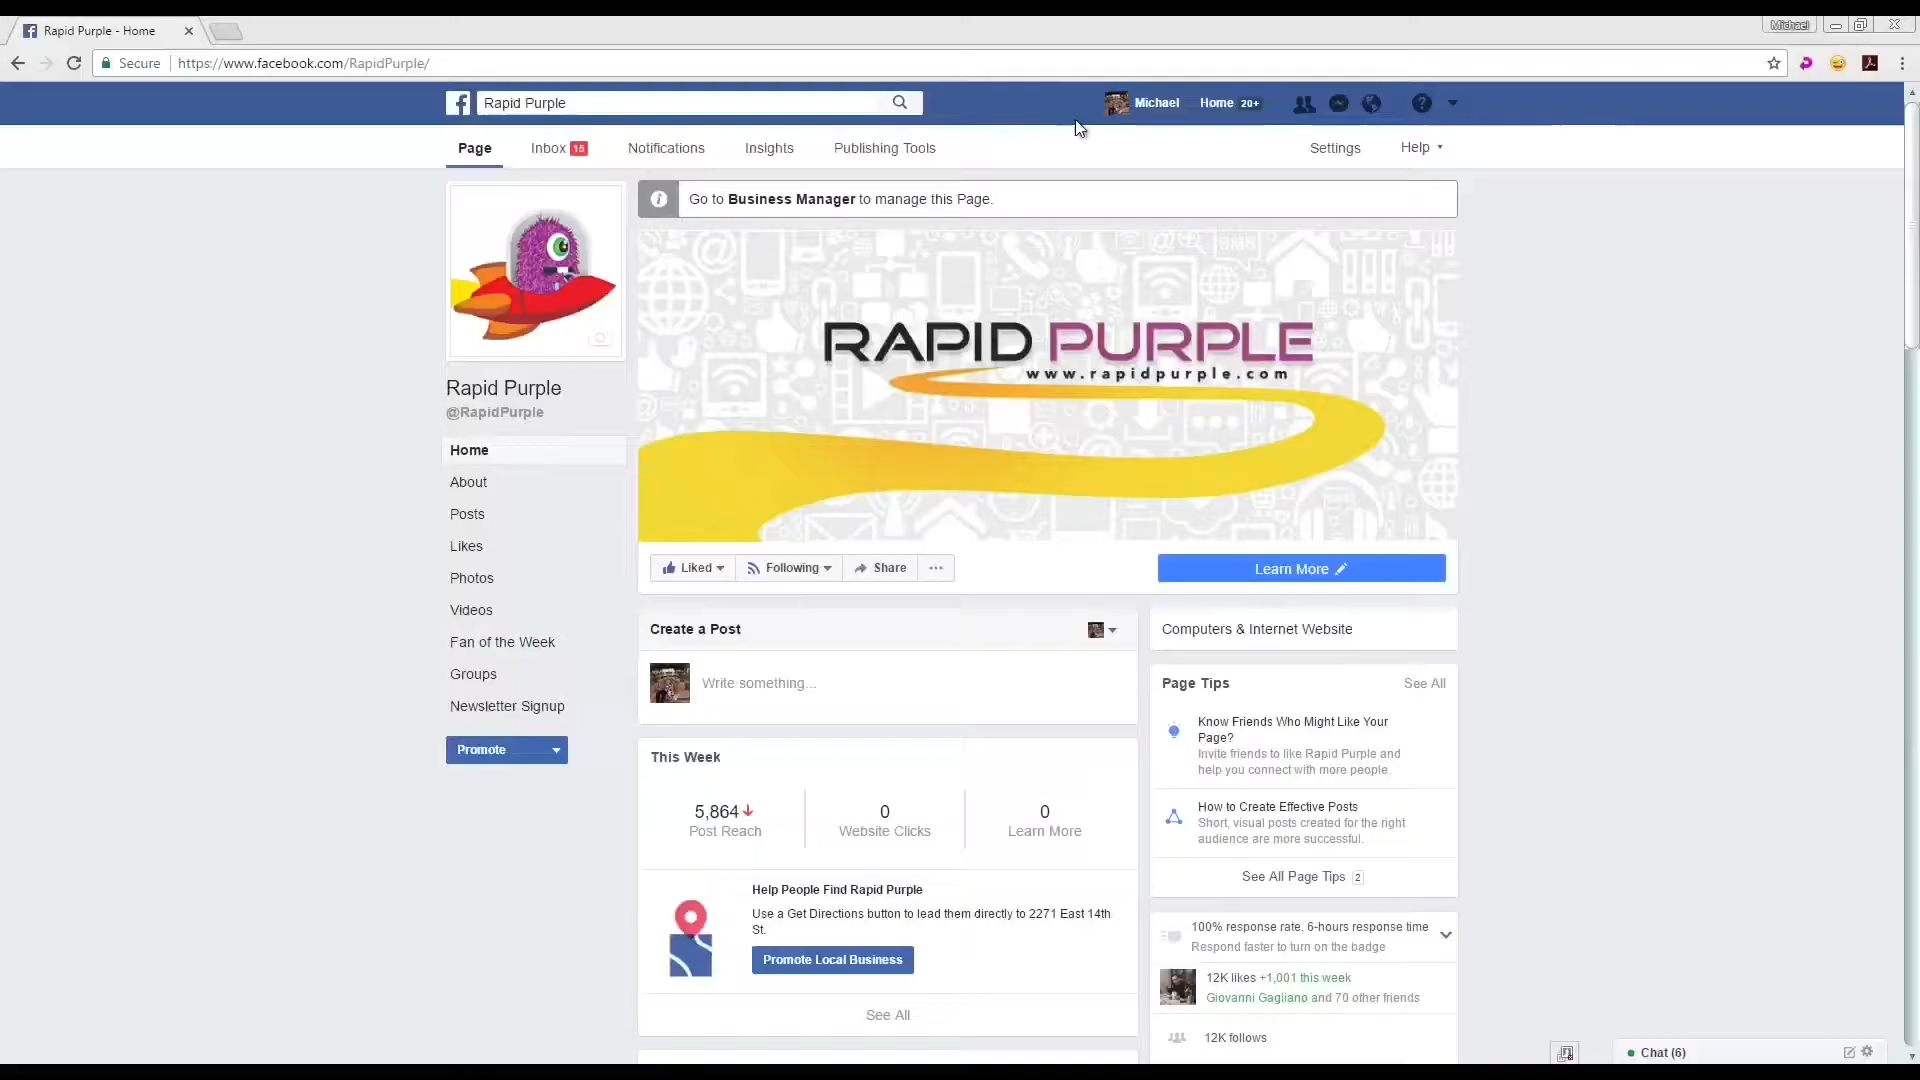 Rapid Purple - Home
Michael
Secure https://www.facebook.com/RapidPurple/
Rapid Purple
Michael Home 20+
Page Inbox 15 Notifications Insights Publishing Tools Settings Help
Go to Business Manager to manage this Page.
RAPID PURPLE
www.rapidpurple.com
Rapid Purple
@RapidPurple
Home
About
Posts
Likes
Photos
Videos
Fan of the Week
Groups
Newsletter Signup
Promote
Liked Following Share ...
Learn More
Create a Post
Write something...
This Week
5,864 0 0
Post Reach Website Clicks Learn More
Help People Find Rapid Purple
Use a Get Directions button to lead them directly to 2271 East 14th
St.
Promote Local Business
See All
Computers & Internet Website
Page Tips See All
Know Friends Who Might Like Your
Page?
Invite friends to like Rapid Purple and
help you connect with more people.
How to Create Effective Posts
Short, visual posts created for the right
audience are more successful.
See All Page Tips 2
100% response rate, 6-hours response time
Respond faster to turn on the badge
12K likes +1,001 this week
Giovanni Gagliano and 70 other friends
12K follows
Chat (6)